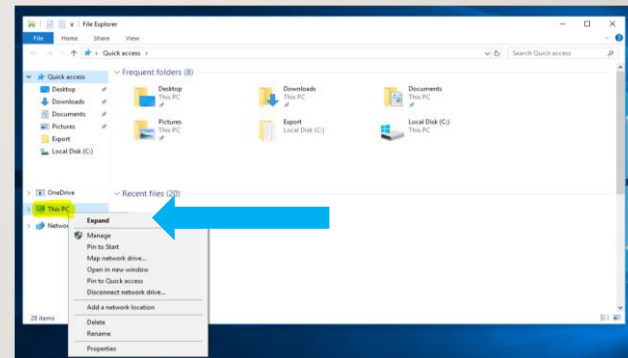 File Explorer
File Home Share View
Quick access
Search Quick access
Quick access
Desktop
Downloads
Documents
Pictures
Export
Local Disk (C:)
OneDrive
This PC
Frequent folders (8)
Desktop
This PC
Downloads
This PC
Documents
This PC
Pictures
This PC
Export
Local Disk (C:)
Local Disk (C:)
This PC
Recent files (20)
Expand
Manage
Pin to Start
Map network drive...
Open in new window
Pin to Quick access
Disconnect network drive...
Add a network location
Delete
Rename
Properties
28 items